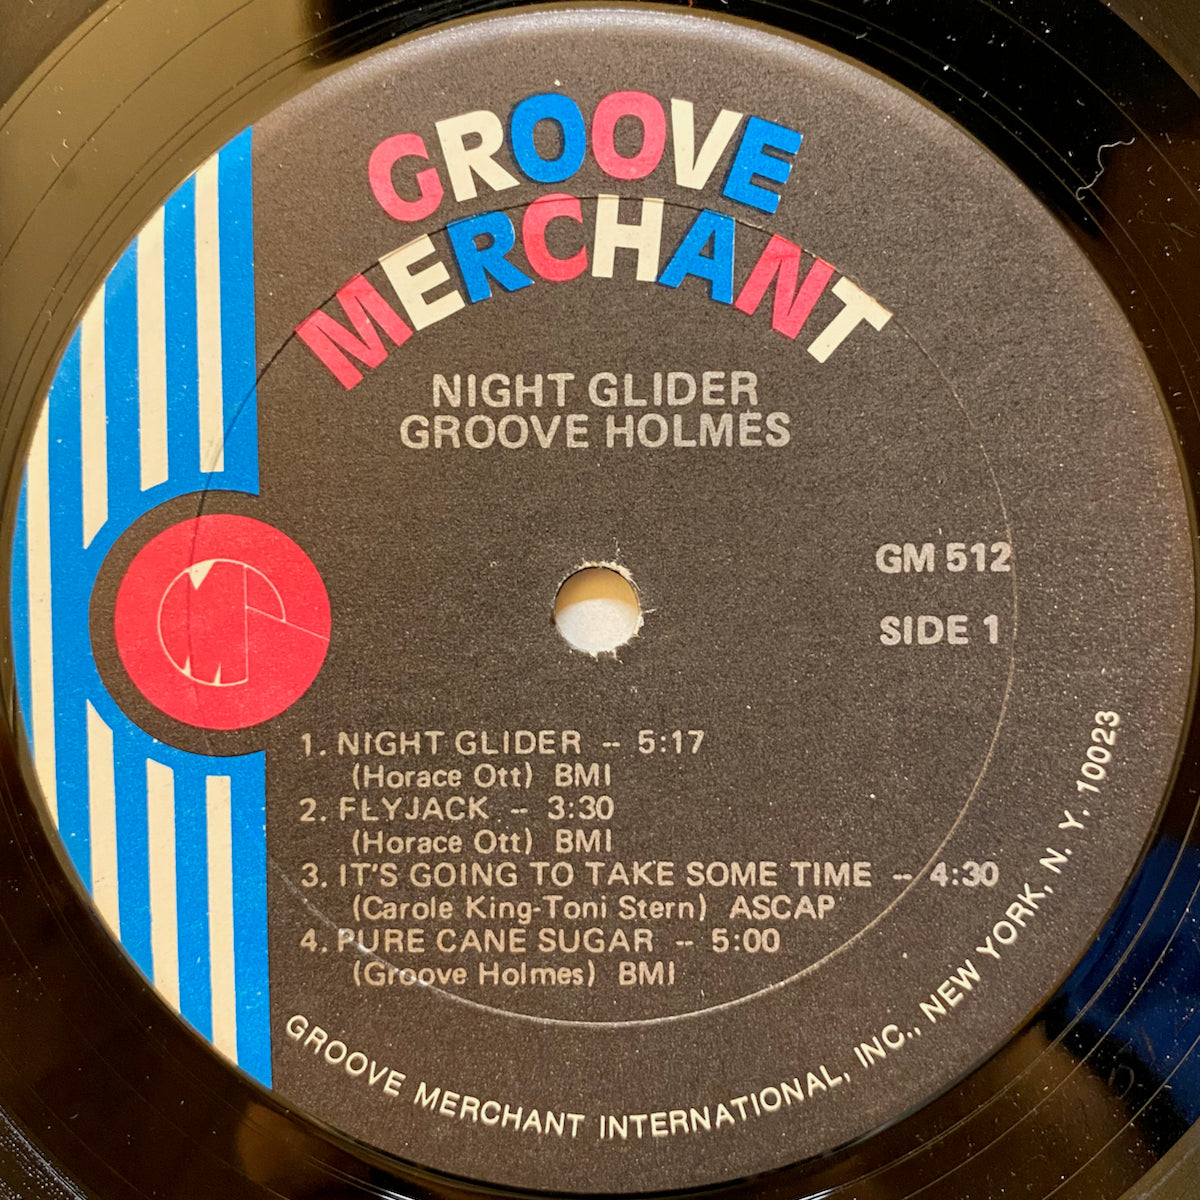 GROOVE
MERCHANT
NIGHT GLIDER
GROOVE HOLMES
GM 512
SIDE 1
1. NIGHT GLIDER -- 5:17
(Horace Ott) BMI
2. FLYJACK -- 3:30
(Horace Ott) BMI
3. IT'S GOING TO TAKE SOME TIME -- 4:30
(Carole King-Toni Stern) ASCAP
4. PURE CANE SUGAR -- 5:00
(Groove Holmes) BMI
GROOVE MERCHANT INTERNATIONAL, INC., NEW YORK, N. Y. 10023